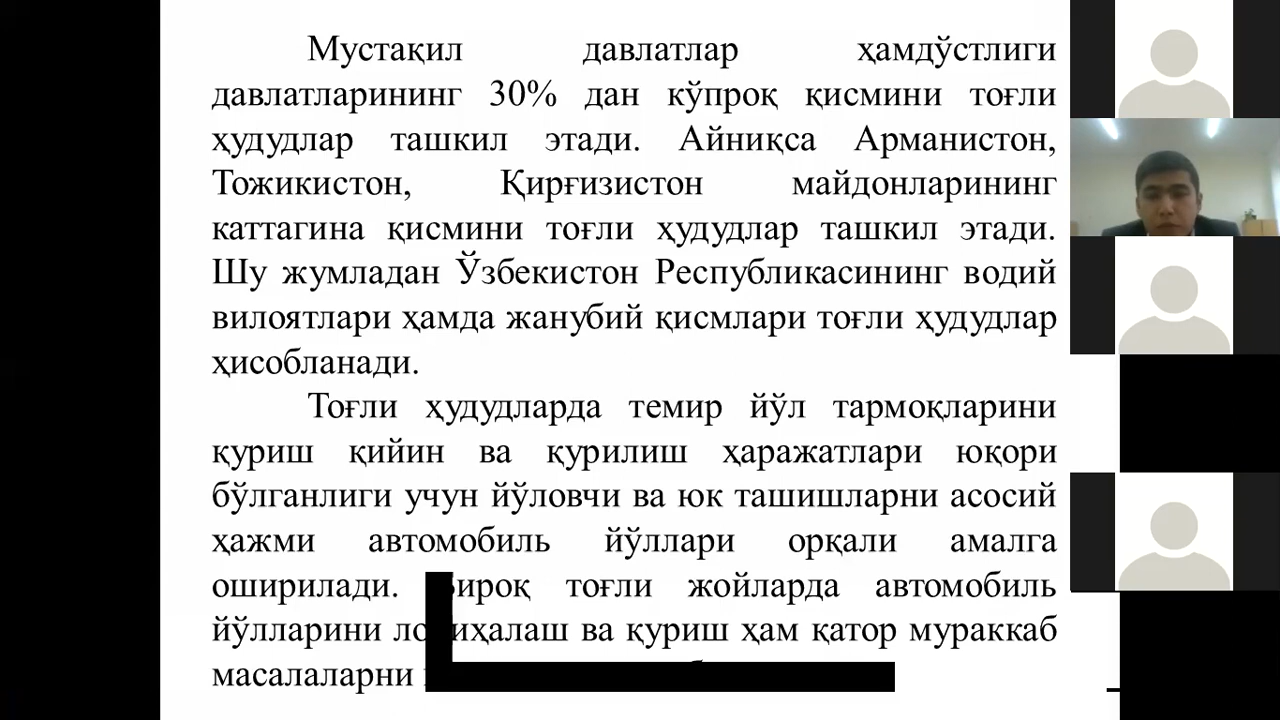 Мустақил давлатлар ҳамдўстлиги
давлатларининг 30% дан кўпроқ қисмини тоғли
ҳудудлар ташкил этади. Айниқса Арманистон,
Тожикистон, Қирғизистон майдонларининг
каттагина қисмини тоғли ҳудудлар ташкил этади.
Шу жумладан Ўзбекистон Республикасининг водий
вилоятлари ҳамда жанубий қисмлари тоғли ҳудудлар
ҳисобланади.
Тоғли ҳудудларда темир йўл тармоқларини
қуриш қийин ва қурилиш ҳаражатлари юқори
бўлганлиги учун йўловчи ва юк ташишларни асосий
ҳажми автомобиль йўллари орқали амалга
оширилади. тоғли жойларда автомобиль
йўлларини ва қуриш ҳам қатор мураккаб
масалаларни